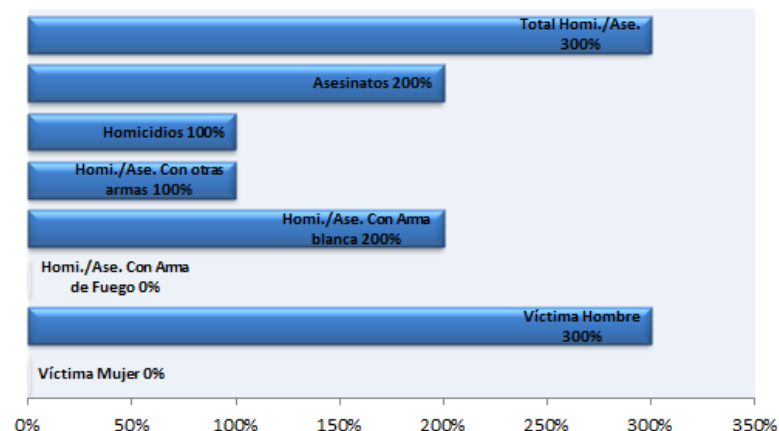 Total Homi./Ase.
300%
Asesinatos 200%
Homicidios 100%
Homi./Ase. Con otras
armas 100%
Homi./Ase. Con Arma
blanca 200%
Homi./Ase. Con Arma
de Fuego 0%
Víctima Hombre
300%
Víctima Mujer 0%
0% 50% 100% 150% 200% 250% 300% 350%